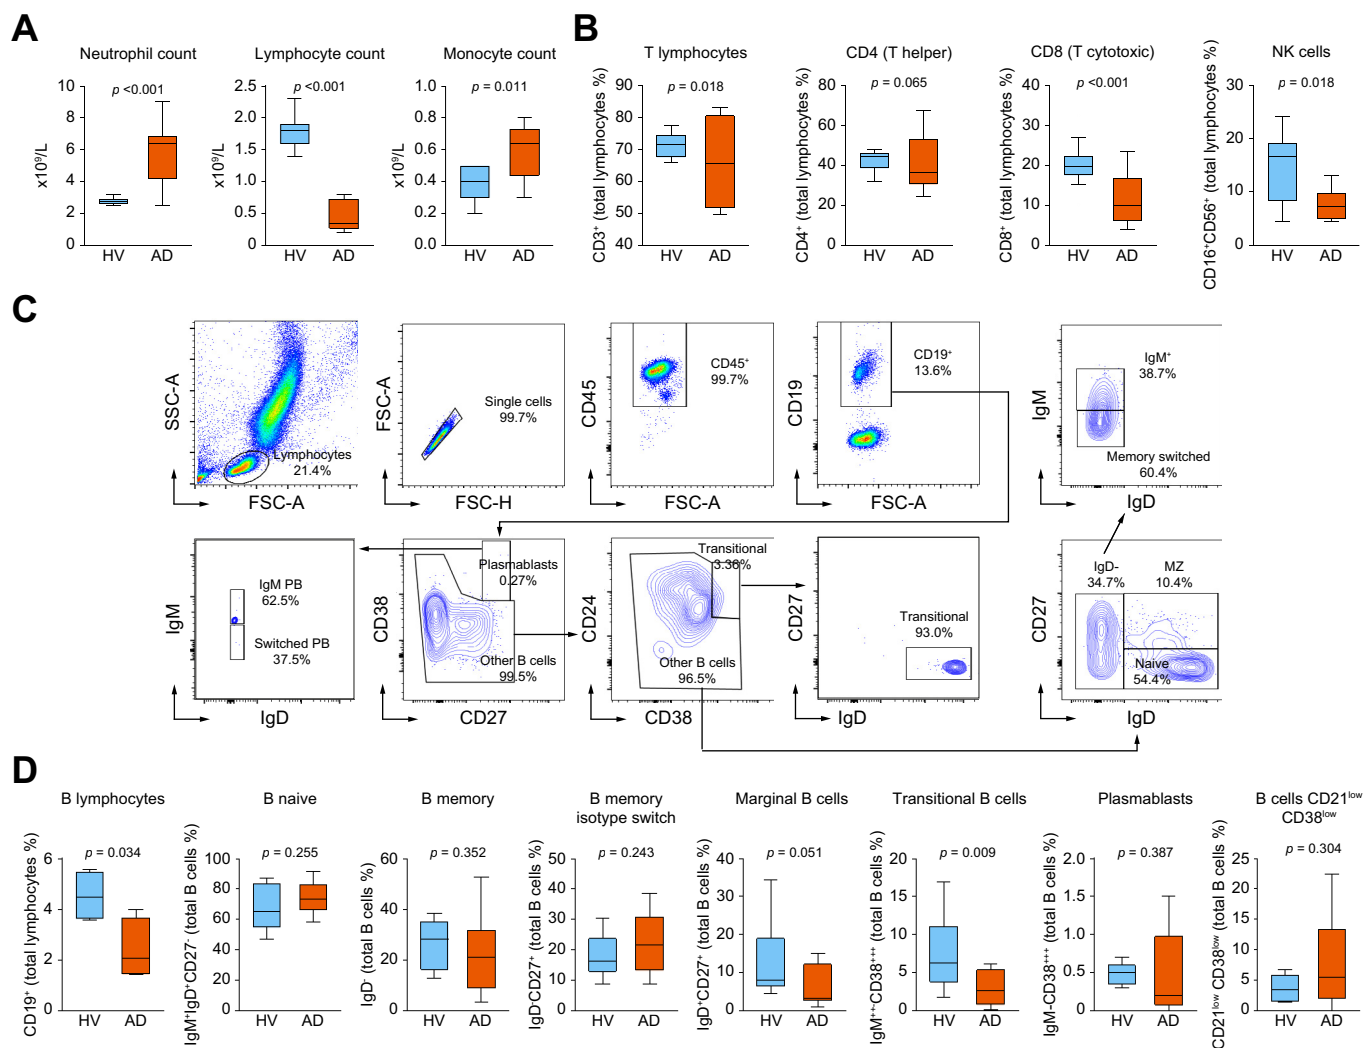 A
Neutrophil count
Lymphocyte count
Monocyte count
p <0.001
p <0.001
p = 0.011
x10⁹/L
10
8
6
4
2
0
HV AD
x10⁹/L
2.5
2.0
1.5
1.0
0.5
0.0
HV AD
x10⁹/L
1.0
0.8
0.6
0.4
0.2
0.0
HV AD
B
T lymphocytes
CD4 (T helper)
CD8 (T cytotoxic)
NK cells
p = 0.018
p = 0.065
p <0.001
p = 0.018
CD3⁺ (total lymphocytes %)
90
80
70
60
50
40
HV AD
CD4⁺ (total lymphocytes %)
80
60
40
20
0
HV AD
CD8⁺ (total lymphocytes %)
40
30
20
10
0
HV AD
CD16⁺CD56⁺ (total lymphocytes %)
30
20
10
0
HV AD
C
SSC-A
Lymphocytes
21.4%
FSC-A
FSC-A
Single cells
99.7%
FSC-H
CD45
CD45⁺
99.7%
FSC-A
CD19
CD19⁺
13.6%
FSC-A
IgM
IgM⁺
38.7%
Memory switched
60.4%
IgD
IgM
IgM PB
62.5%
Switched PB
37.5%
IgD
CD38
Plasmablasts
0.27%
Other B cells
99.5%
CD27
CD24
Transitional
3.36%
Other B cells
96.5%
CD38
CD27
Transitional
93.0%
IgD
CD27
IgD-
34.7%
MZ
10.4%
Naive
54.4%
IgD
D
B lymphocytes
B naive
B memory
B memory
isotype switch
Marginal B cells
Transitional B cells
Plasmablasts
B cells CD21ˡᵒʷ
CD38ˡᵒʷ
p = 0.034
p = 0.255
p = 0.352
p = 0.243
p = 0.051
p = 0.009
p = 0.387
p = 0.304
CD19⁺ (total lymphocytes %)
6
4
2
0
HV AD
IgM⁺IgD⁺CD27⁻ (total B cells %)
120
100
80
60
40
20
0
HV AD
IgD⁻ (total B cells %)
60
40
20
0
HV AD
IgD⁻CD27⁺ (total B cells %)
50
40
30
20
10
0
HV AD
IgD⁺CD27⁺ (total B cells %)
40
30
20
10
0
HV AD
IgM⁺⁺CD38⁺⁺⁺ (total B cells %)
20
15
10
5
0
HV AD
IgM-CD38⁺⁺⁺ (total B cells %)
2.0
1.5
1.0
0.5
0.0
HV AD
CD21ˡᵒʷ CD38ˡᵒʷ (total B cells %)
25
20
15
10
5
0
HV AD